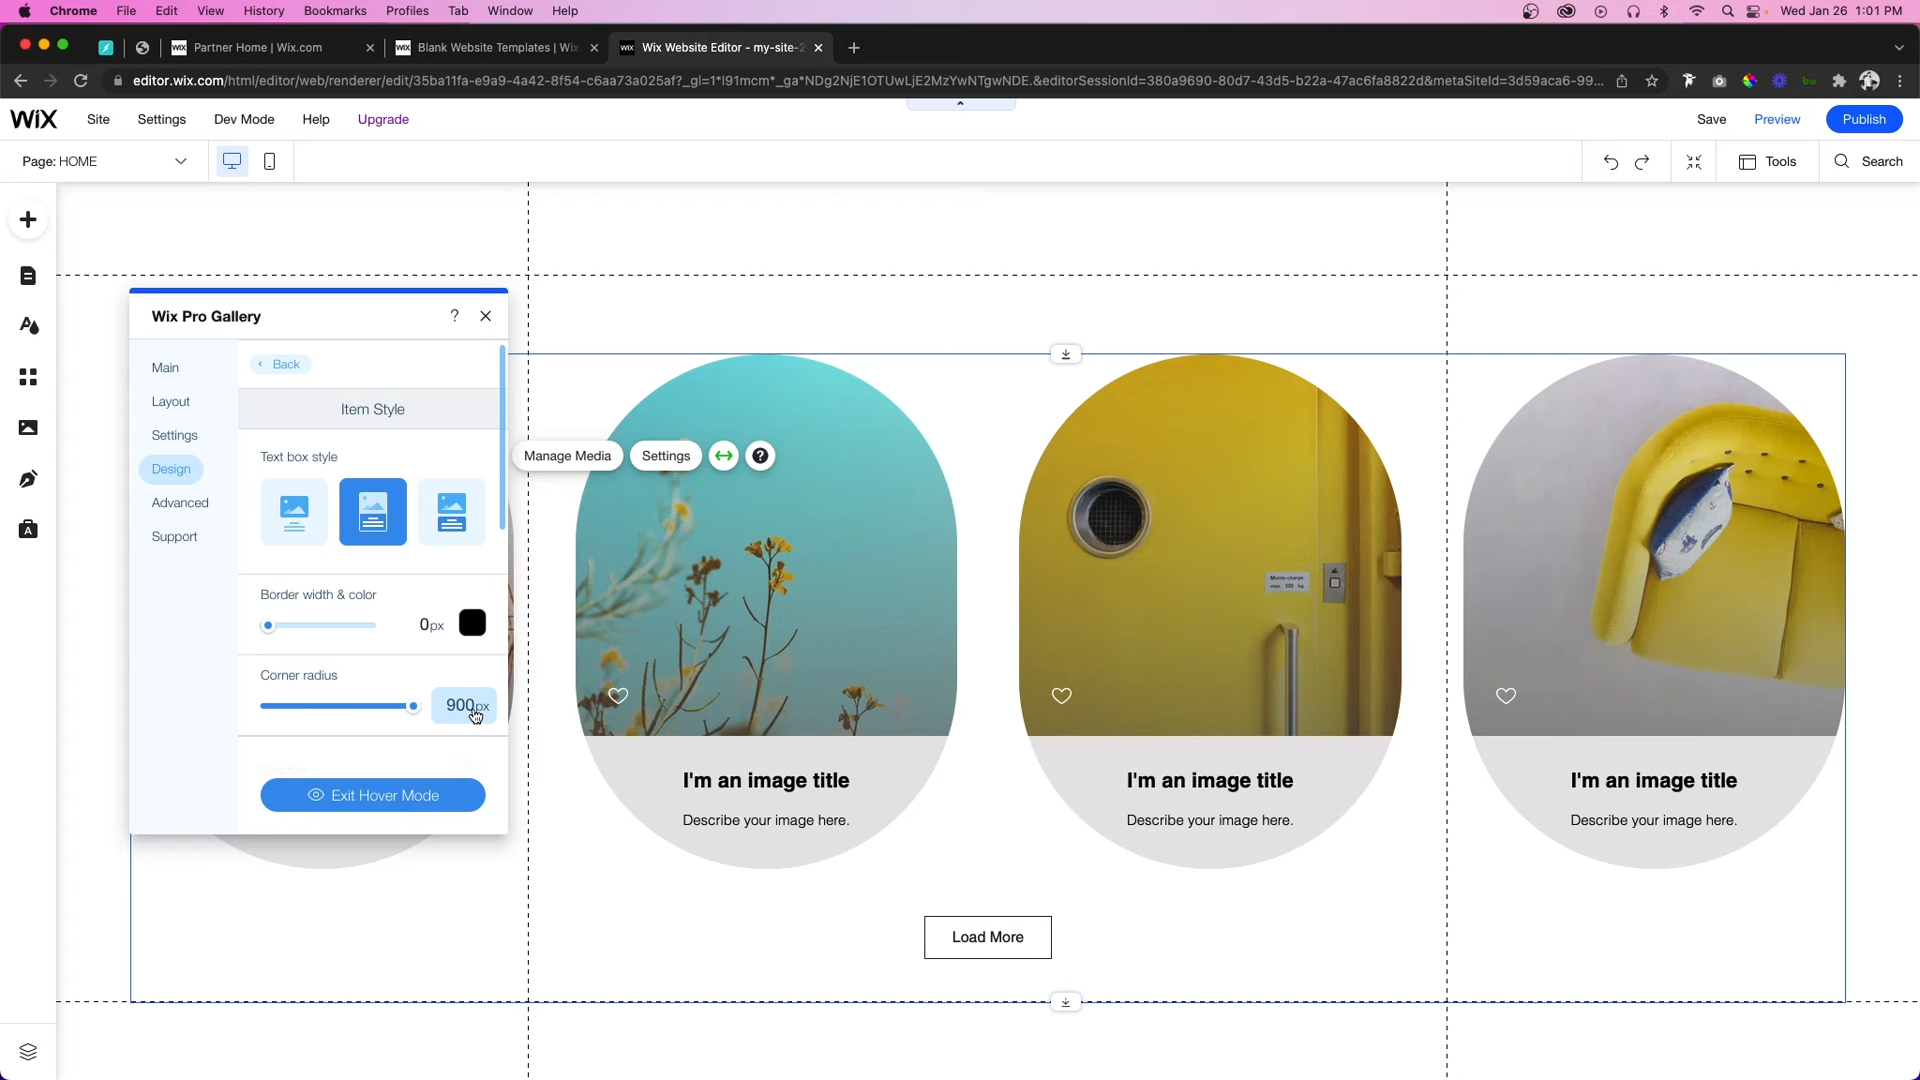 Chrome File Edit View History Bookmarks Profiles Tab Window Help Wed Jan 26 1:01 PM
WIX Partner Home | Wix.com WIX Blank Website Templates | Wix WIX Wix Website Editor - my-site-2
editor.wix.com/html/editor/web/renderer/edit/35ba11fa-e9a9-4a42-8f54-c6aa73a025af?_gl=1*l91mcm*_ga*NDg2NjE1OTUwLjE2MzYwNTgwNDE.&editorSessionId=380a9690-80d7-43d5-b22a-47ac6fa8822d&metaSiteId=3d59aca6-99...
WIX Site Settings Dev Mode Help Upgrade Save Preview Publish
Page: HOME Tools Search
Wix Pro Gallery ?
Main
Layout
Settings
Design
Advanced
Support
Back
Item Style
Text box style
Border width & color
0px
Corner radius
900px
Exit Hover Mode
Manage Media Settings ?
I'm an image title
Describe your image here.
I'm an image title
Describe your image here.
I'm an image title
Describe your image here.
Load More